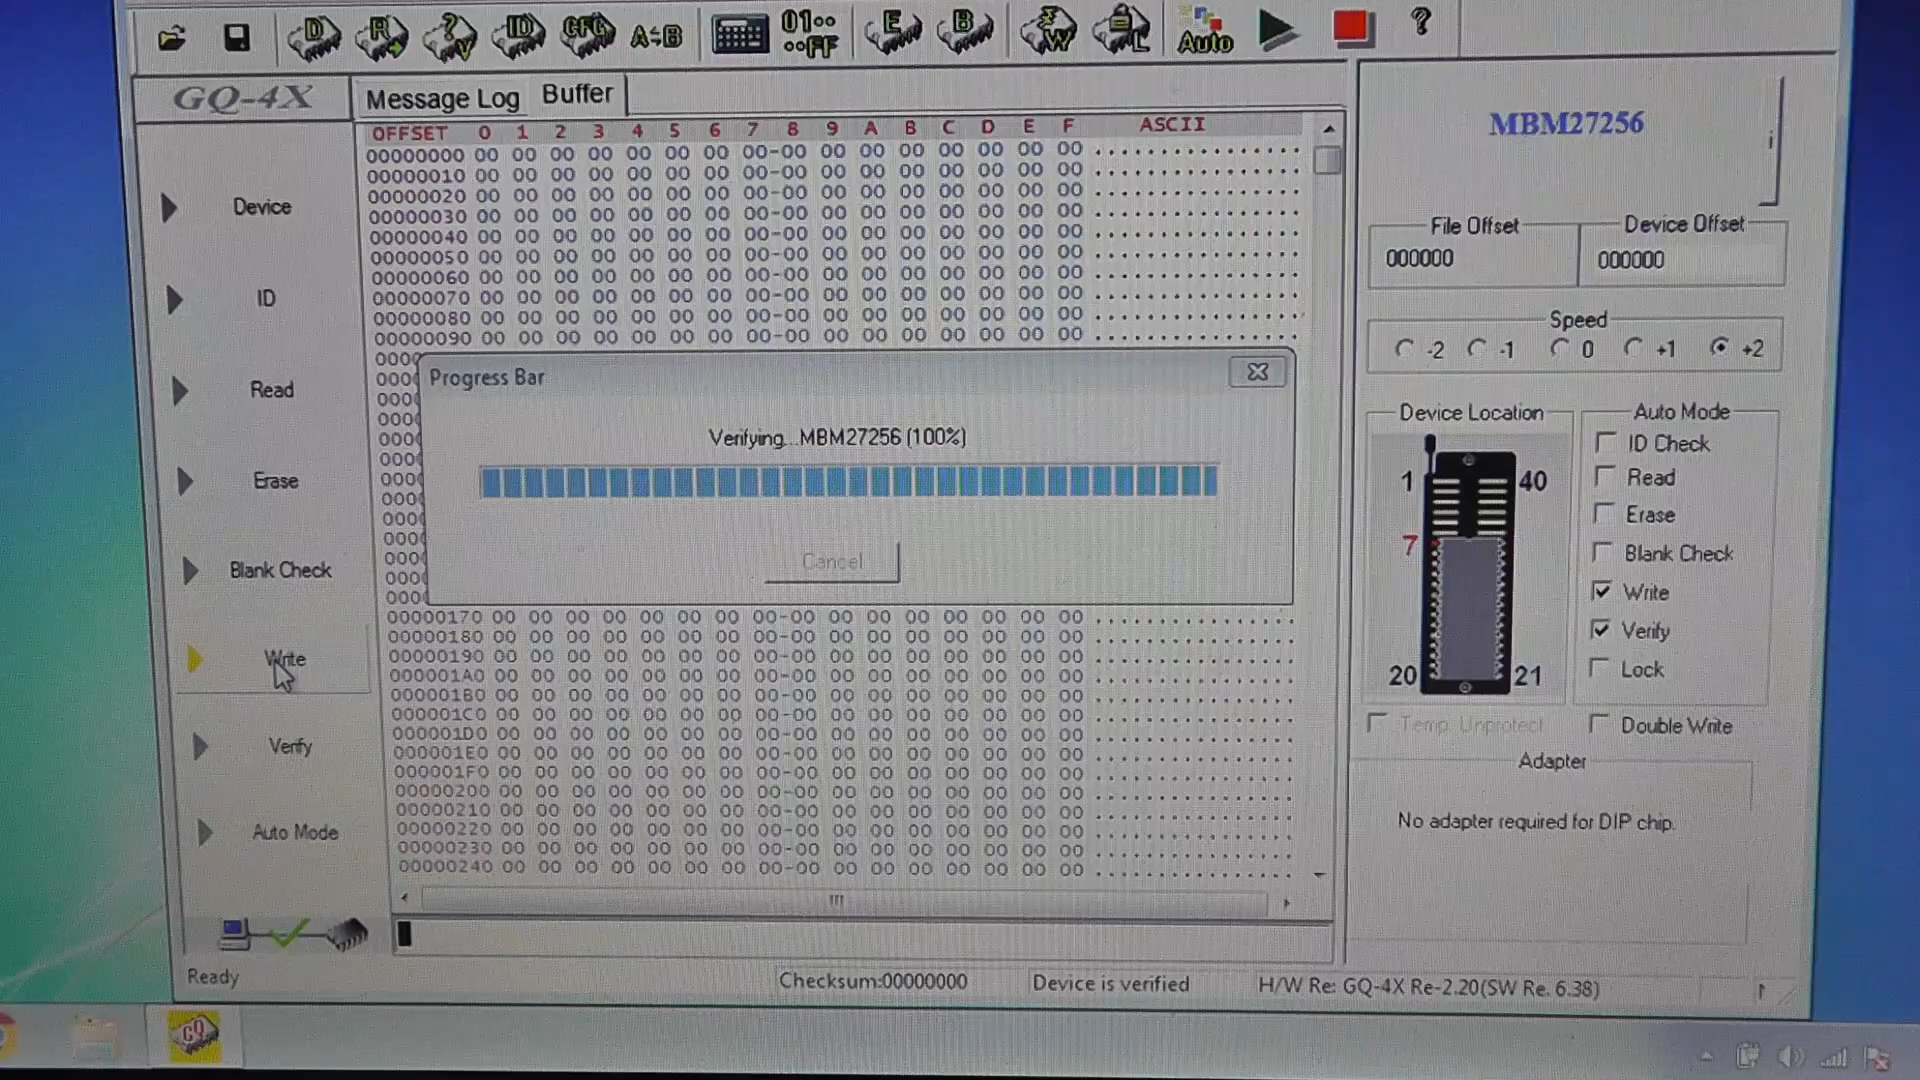 D R ? V ID CFG A⇆B 01∘∘ ∘∘FF E B W L Auto ?
GQ-4X
Message Log Buffer
OFFSET 0 1 2 3 4 5 6 7 8 9 A B C D E F ASCII
00000000 00 00 00 00 00 00 00 00-00 00 00 00 00 00 00 00 ................
00000010 00 00 00 00 00 00 00 00-00 00 00 00 00 00 00 00 ................
00000020 00 00 00 00 00 00 00 00-00 00 00 00 00 00 00 00 ................
00000030 00 00 00 00 00 00 00 00-00 00 00 00 00 00 00 00 ................
00000040 00 00 00 00 00 00 00 00-00 00 00 00 00 00 00 00 ................
00000050 00 00 00 00 00 00 00 00-00 00 00 00 00 00 00 00 ................
00000060 00 00 00 00 00 00 00 00-00 00 00 00 00 00 00 00 ................
00000070 00 00 00 00 00 00 00 00-00 00 00 00 00 00 00 00 ................
00000080 00 00 00 00 00 00 00 00-00 00 00 00 00 00 00 00 ................
00000090 00 00 00 00 00 00 00 00-00 00 00 00 00 00 00 00 ................
Progress Bar
Verifying...MBM27256 (100%)
Cancel
00000170 00 00 00 00 00 00 00 00-00 00 00 00 00 00 00 00 ................
00000180 00 00 00 00 00 00 00 00-00 00 00 00 00 00 00 00 ................
00000190 00 00 00 00 00 00 00 00-00 00 00 00 00 00 00 00 ................
000001A0 00 00 00 00 00 00 00 00-00 00 00 00 00 00 00 00 ................
000001B0 00 00 00 00 00 00 00 00-00 00 00 00 00 00 00 00 ................
000001C0 00 00 00 00 00 00 00 00-00 00 00 00 00 00 00 00 ................
000001D0 00 00 00 00 00 00 00 00-00 00 00 00 00 00 00 00 ................
000001E0 00 00 00 00 00 00 00 00-00 00 00 00 00 00 00 00 ................
000001F0 00 00 00 00 00 00 00 00-00 00 00 00 00 00 00 00 ................
00000200 00 00 00 00 00 00 00 00-00 00 00 00 00 00 00 00 ................
00000210 00 00 00 00 00 00 00 00-00 00 00 00 00 00 00 00 ................
00000220 00 00 00 00 00 00 00 00-00 00 00 00 00 00 00 00 ................
00000230 00 00 00 00 00 00 00 00-00 00 00 00 00 00 00 00 ................
00000240 00 00 00 00 00 00 00 00-00 00 00 00 00 00 00 00 ................
Device
ID
Read
Erase
Blank Check
Write
Verify
Auto Mode
MBM27256
i
File Offset Device Offset
000000 000000
Speed
-2 -1 0 +1 +2
Device Location
1 40
7
20 21
Auto Mode
ID Check
Read
Erase
Blank Check
Write
Verify
Lock
Temp. Unprotect Double Write
Adapter
No adapter required for DIP chip.
Ready Checksum:00000000 Device is verified H/W Re: GQ-4X Re-2.20(SW Re. 6.38)
GQ